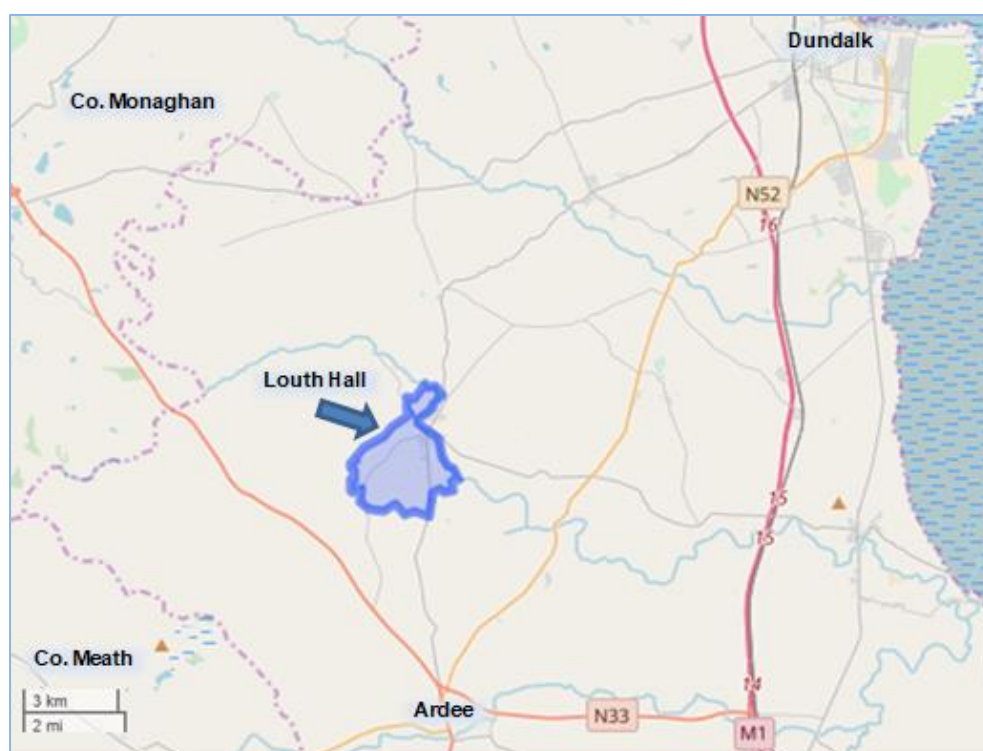 Dundalk
Co. Monaghan
N52
16
Louth Hall
15
15
Co. Meath
14
3 km
2 mi
Ardee
N33
M1